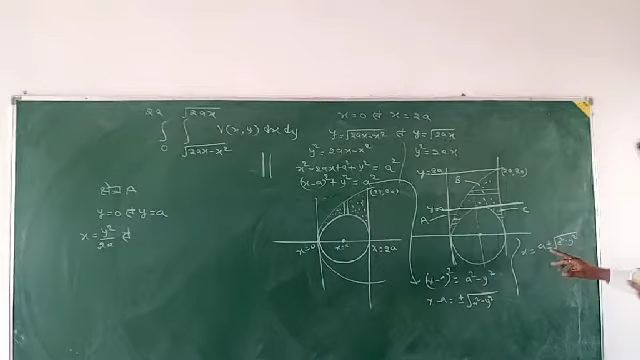 ∫₀^{2a} ∫_{√(2ax-x²)}^{√(2ax)} V(x,y) dx dy
क्षेत्र A
y=0 से y=a
x = y²/2a से
x=0 से x=2a
y=√(2ax-x²) से y=√(2ax)
y²=2ax-x² y²=2ax
x²-2ax+a²+y²=a²
(x-a)²+y²=a²
(2a,2a)
x=0
x=2a
y=2a
(2a,2a)
B
y=a
A
C
(x-a)²=a²-y²
x-a=±√(a²-y²)
x=a±√(a²-y²)